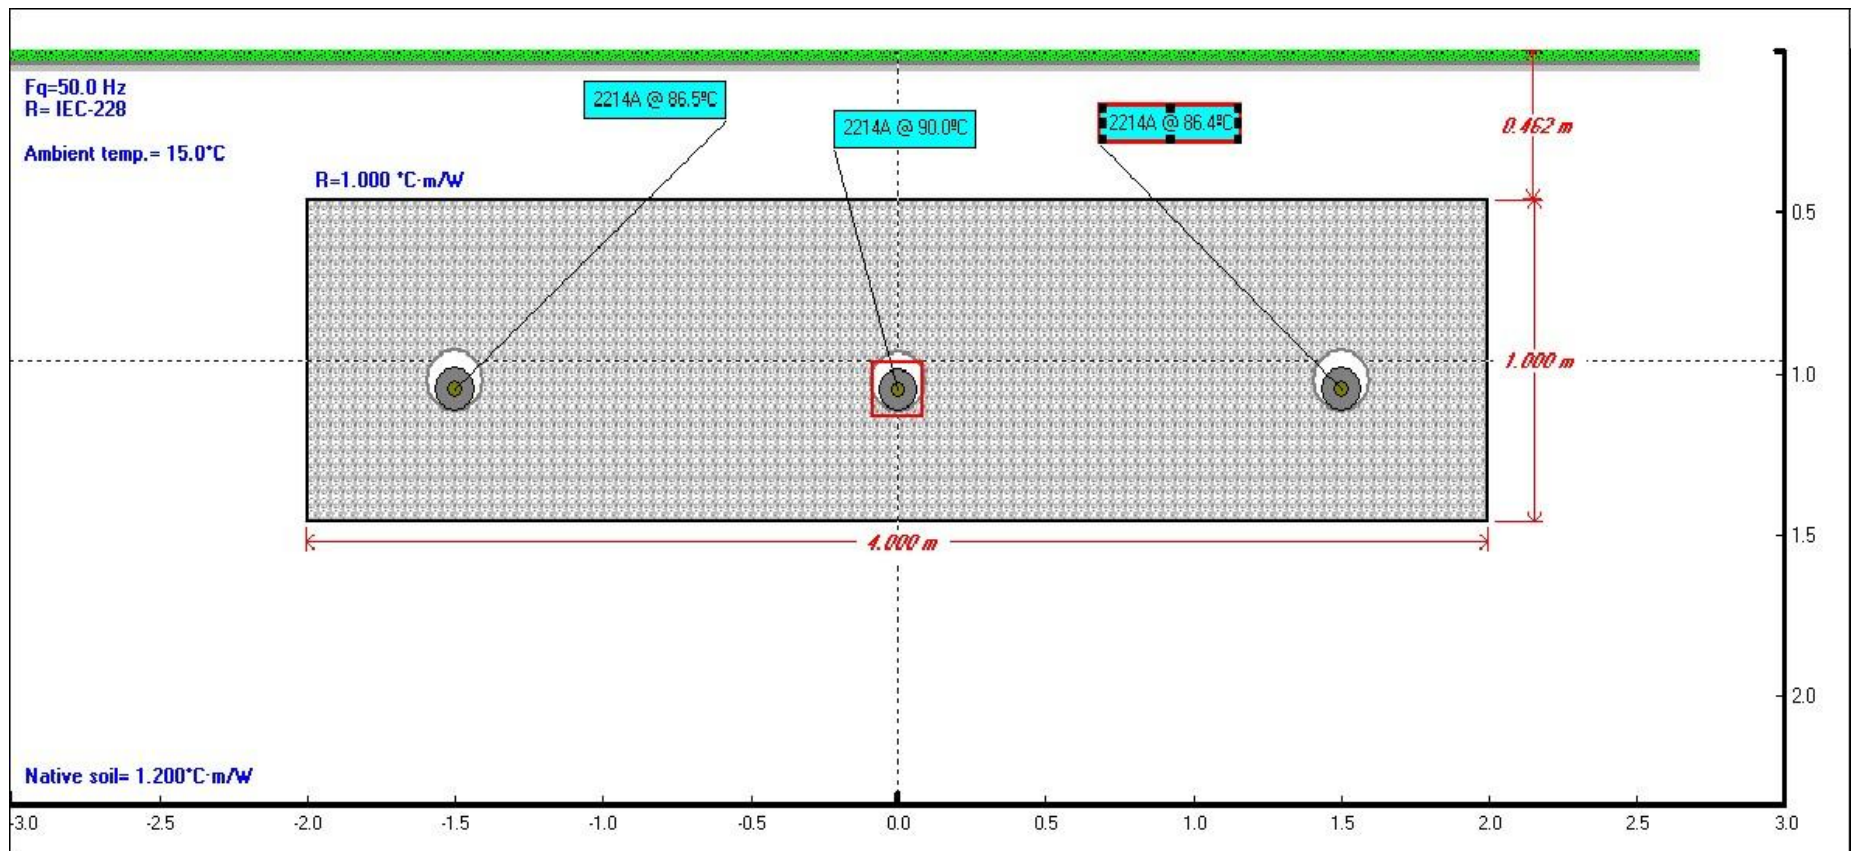 Fq=50.0 Hz
R= IEC-228
Ambient temp.= 15.0°C
2214A @ 86.5ºC
2214A @ 90.0ºC
2214A @ 86.4ºC
0.462 m
R=1.000 °C·m/W
0.5
1.000 m
1.0
4.000 m
1.5
2.0
Native soil= 1.200°C·m/W
-3.0 -2.5 -2.0 -1.5 -1.0 -0.5 0.0 0.5 1.0 1.5 2.0 2.5 3.0